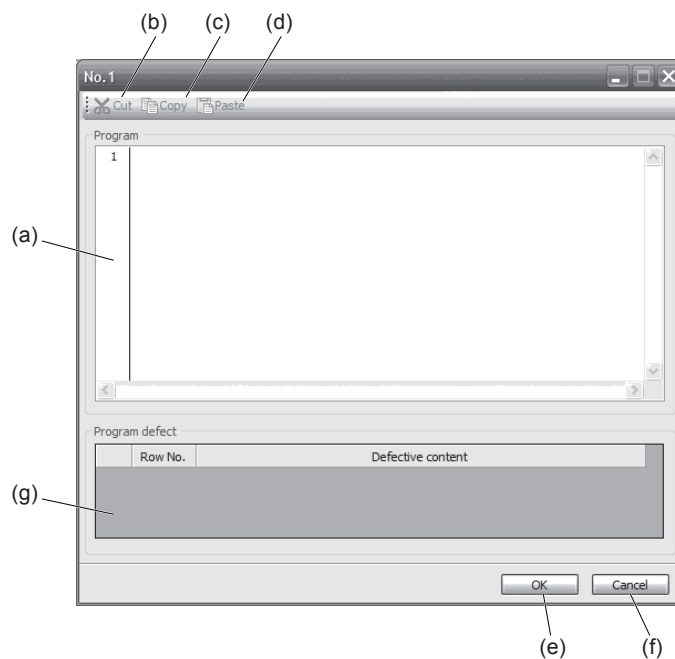 (b) (c) (d)
No.1
Cut Copy Paste
Program
1
(a)
Program defect
Row No. Defective content
(g)
OK Cancel
(e) (f)